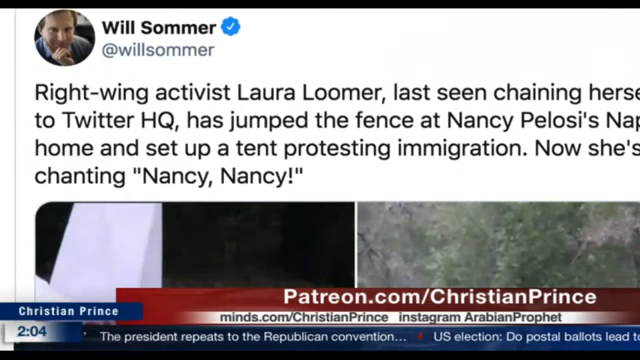 Will Sommer
@willsommer
Right-wing activist Laura Loomer, last seen chaining herse
to Twitter HQ, has jumped the fence at Nancy Pelosi's Nap
home and set up a tent protesting immigration. Now she's
chanting "Nancy, Nancy!"
Patreon.com/ChristianPrince
Christian Prince
minds.com/ChristianPrince instagram ArabianProphet
2:04
The president repeats to the Republican convention... US election: Do postal ballots lead t